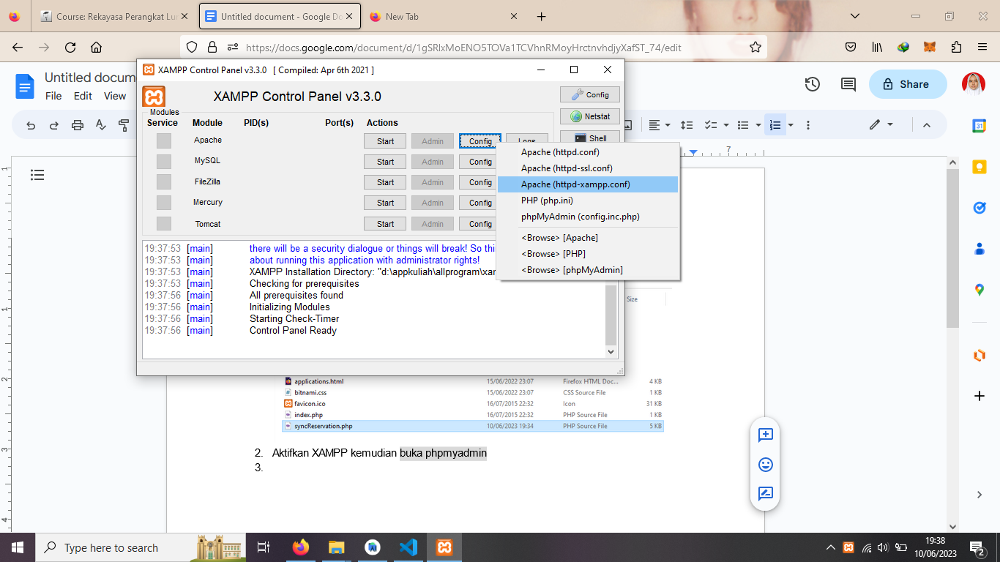 Course: Rekayasa Perangkat Lu
Untitled document - Google Do
New Tab
https://docs.google.com/document/d/1gSRlxMoENO5TOVa1TCVhnRMoyHrctnvhdjyXafST_74/edit
Untitled docum
File Edit View
Share
XAMPP Control Panel v3.3.0 [ Compiled: Apr 6th 2021 ]
XAMPP Control Panel v3.3.0
Config
Netstat
Shell
Modules
Service Module PID(s) Port(s) Actions
Apache Start Admin Config Logs
MySQL Start Admin Config
FileZilla Start Admin Config
Mercury Start Admin Config
Tomcat Start Admin Config
Apache (httpd.conf)
Apache (httpd-ssl.conf)
Apache (httpd-xampp.conf)
PHP (php.ini)
phpMyAdmin (config.inc.php)
<Browse> [Apache]
<Browse> [PHP]
<Browse> [phpMyAdmin]
19:37:53 [main] there will be a security dialogue or things will break! So thi
19:37:53 [main] about running this application with administrator rights!
19:37:53 [main] XAMPP Installation Directory: "d:\appkuliah\allprogram\xar
19:37:53 [main] Checking for prerequisites
19:37:56 [main] All prerequisites found
19:37:56 [main] Initializing Modules
19:37:56 [main] Starting Check-Timer
19:37:56 [main] Control Panel Ready
7
1
1
2
3
4
31
Size
applications.html 15/06/2022 23:07 Firefox HTML Doc... 4 KB
bitnami.css 15/06/2022 23:07 CSS Source File 1 KB
favicon.ico 16/07/2015 22:32 Icon 31 KB
index.php 16/07/2015 22:32 PHP Source File 1 KB
syncReservation.php 10/06/2023 19:34 PHP Source File 5 KB
2. Aktifkan XAMPP kemudian buka phpmyadmin
3.
Type here to search
19:38
10/06/2023
2